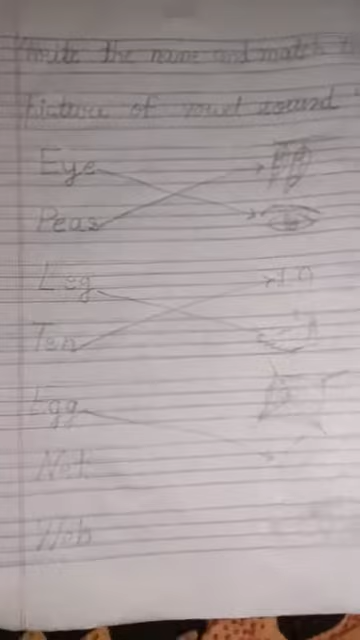 Write the name and match
picture of vowel sound
Eye
Peas
Leg
Ten 10
Egg
Net
Web